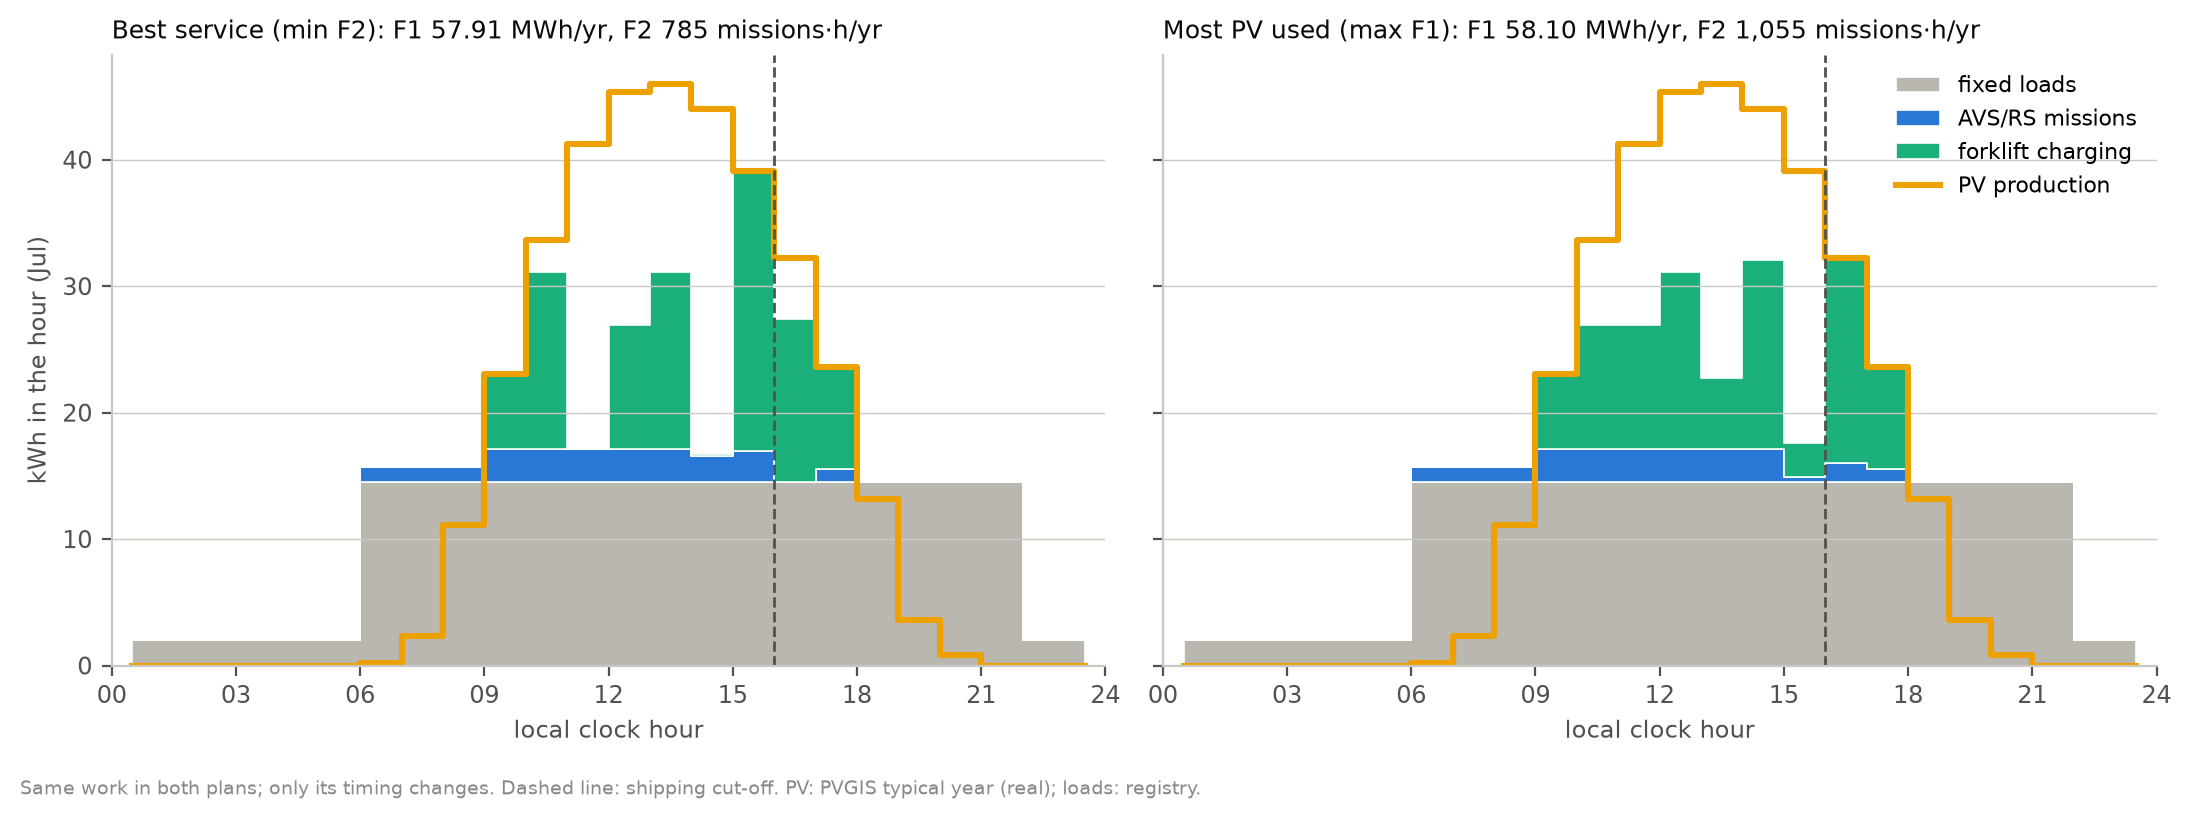 Best service (min F2): F1 57.91 MWh/yr, F2 785 missions·h/yr
Most PV used (max F1): F1 58.10 MWh/yr, F2 1,055 missions·h/yr
fixed loads
AVS/RS missions
forklift charging
PV production
kWh in the hour (Jul)
40
30
20
10
0
00 03 06 09 12 15 18 21 24
00 03 06 09 12 15 18 21 24
local clock hour
local clock hour
Same work in both plans; only its timing changes. Dashed line: shipping cut-off. PV: PVGIS typical year (real); loads: registry.